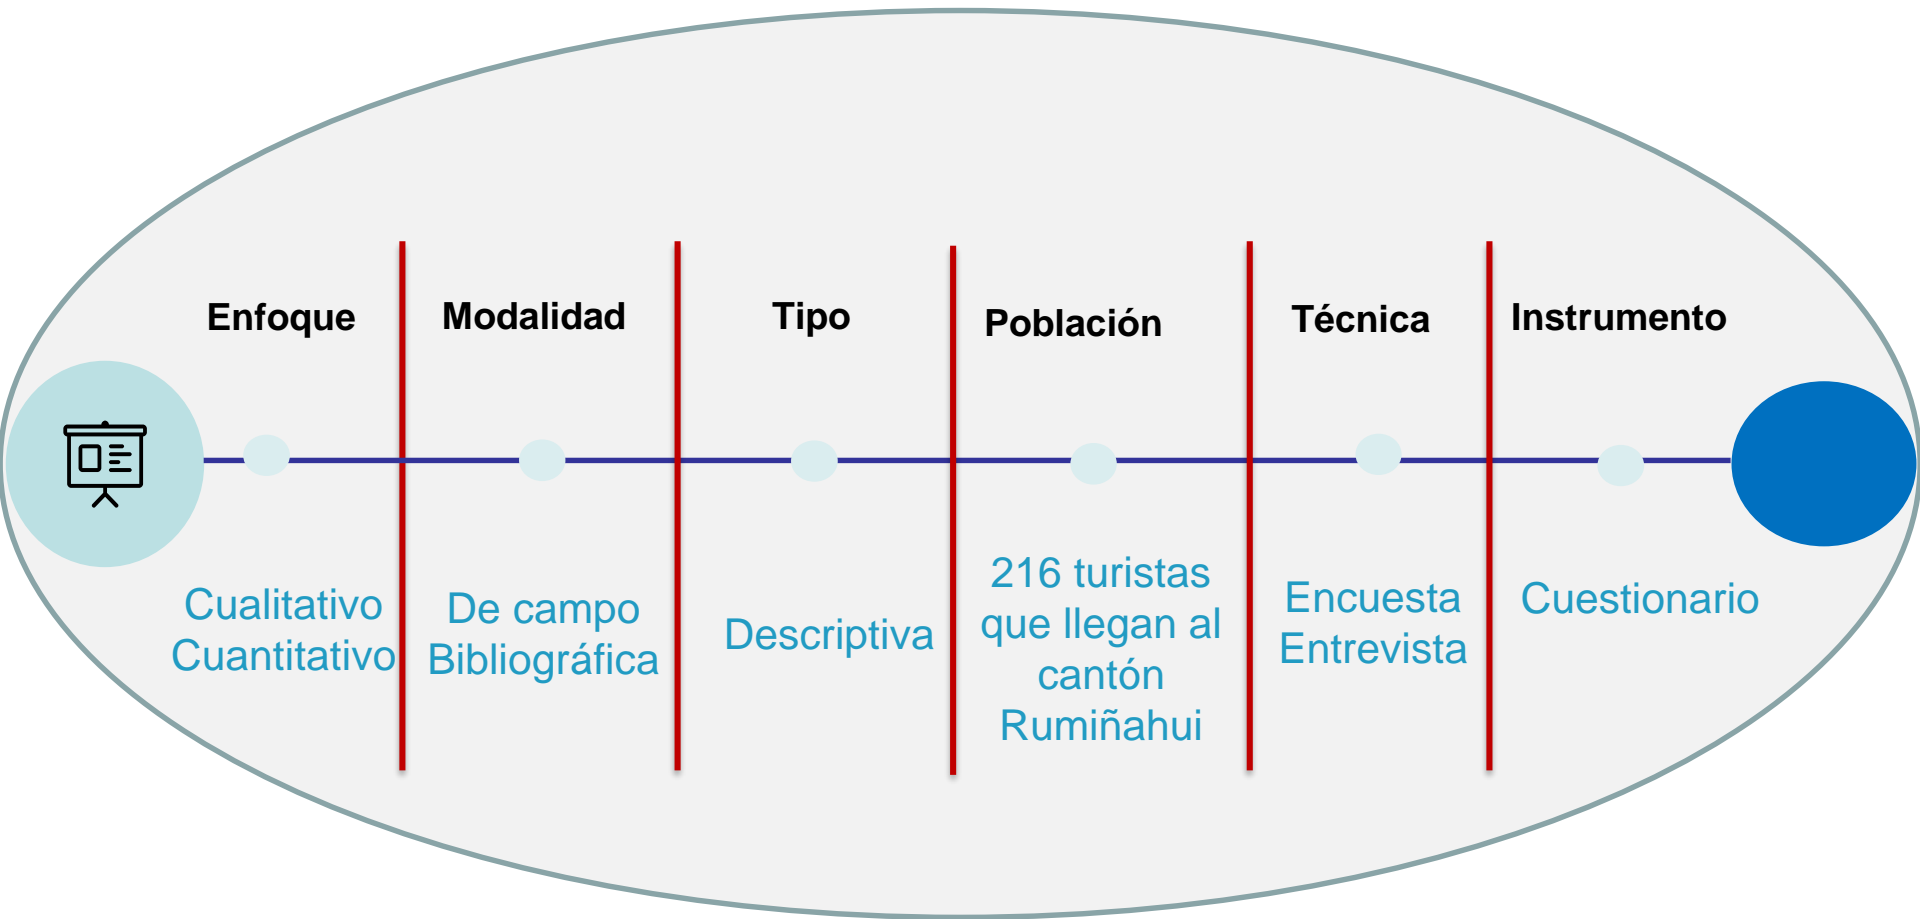 Enfoque
Modalidad
Tipo
Población
Técnica
Instrumento
Cualitativo
Cuantitativo
De campo
Bibliográfica
Descriptiva
216 turistas
que llegan al
cantón
Rumiñahui
Encuesta
Entrevista
Cuestionario